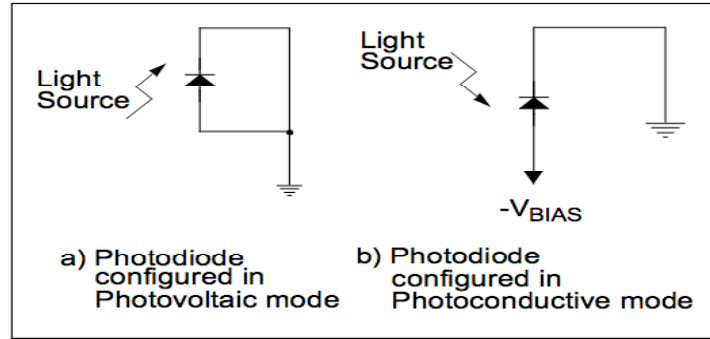 Light
Source
Light
Source
-VBIAS
a) Photodiode
configured in
Photovoltaic mode
b) Photodiode
configured in
Photoconductive mode